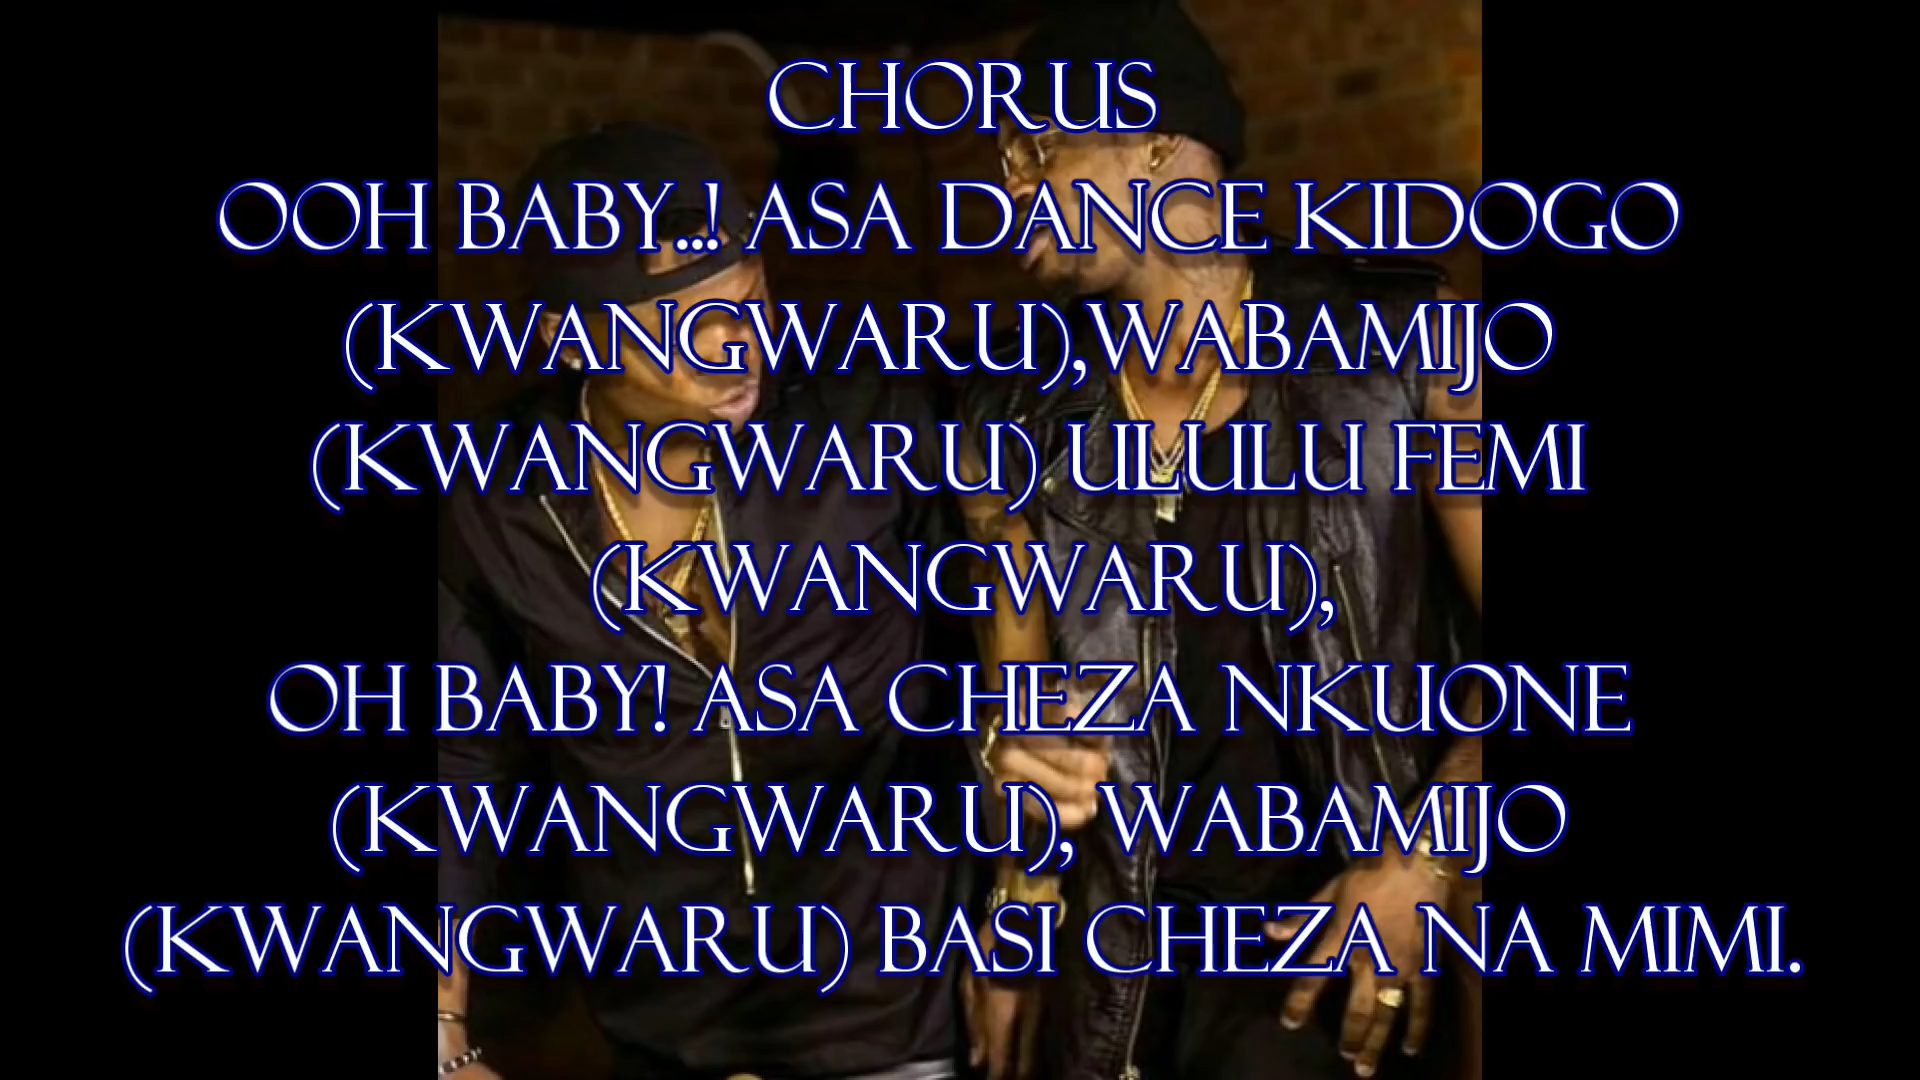 CHORUS
OOH BABY...! ASA DANCE KIDOGO
(KWANGWARU),WABAMIJO
(KWANGWARU) ULULU FEMI
(KWANGWARU),
OH BABY! ASA CHEZA NKUONE
(KWANGWARU), WABAMIJO
(KWANGWARU) BASI CHEZA NA MIMI.